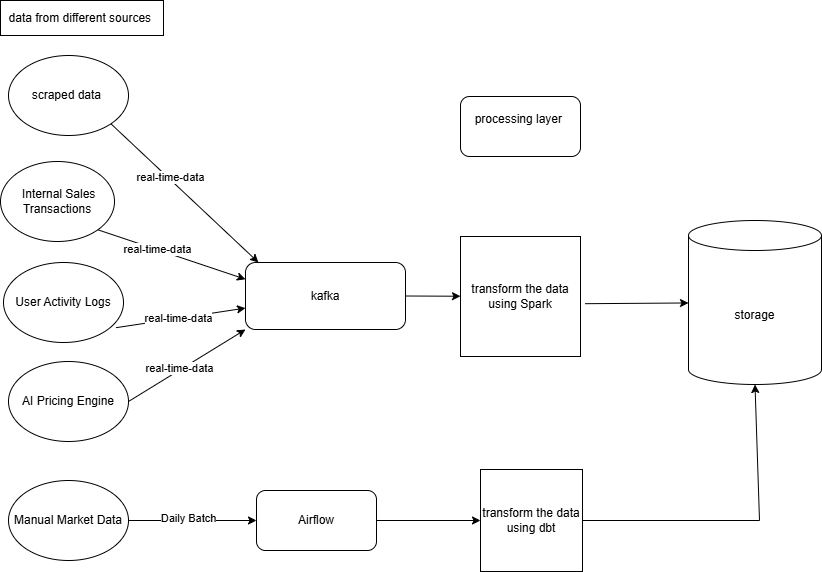 data from different sources
scraped data
processing layer
real-time-data
Internal Sales
Transactions
real-time-data
kafka
transform the data
using Spark
User Activity Logs
real-time-data
storage
real-time-data
AI Pricing Engine
Manual Market Data
Daily Batch
Airflow
transform the data
using dbt